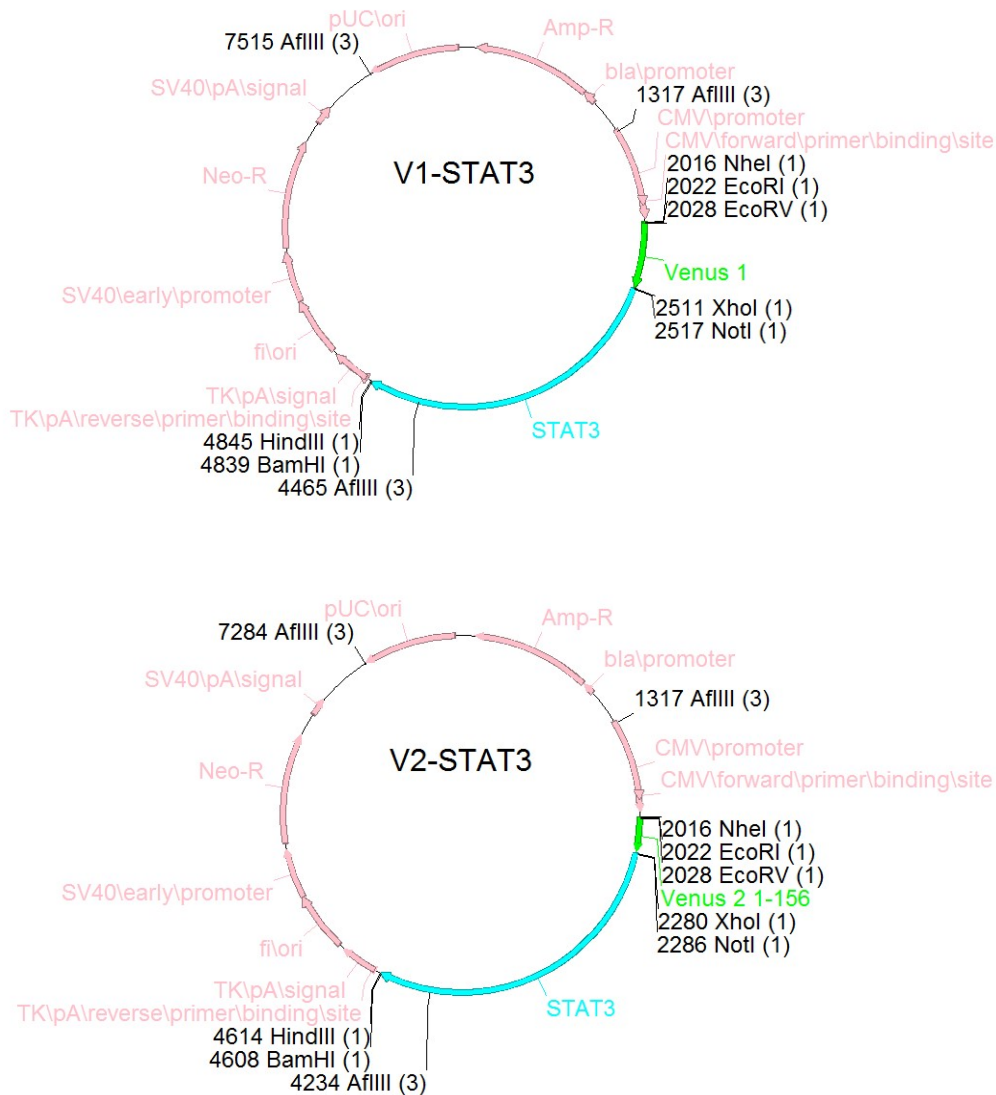 pUC\ori
Amp-R
7515 AflIII (3)
bla\promoter
SV40\pA\signal
1317 AflIII (3)
CMV\promoter
CMV\forward\primer\binding\site
V1-STAT3
2016 NheI (1)
Neo-R
2022 EcoRI (1)
2028 EcoRV (1)
Venus 1
SV40\early\promoter
2511 XhoI (1)
2517 NotI (1)
fi\ori
TK\pA\signal
TK\pA\reverse\primer\binding\site
STAT3
4845 HindIII (1)
4839 BamHI (1)
4465 AflIII (3)
pUC\ori
Amp-R
7284 AflIII (3)
bla\promoter
SV40\pA\signal
1317 AflIII (3)
CMV\promoter
V2-STAT3
Neo-R
CMV\forward\primer\binding\site
2016 NheI (1)
2022 EcoRI (1)
2028 EcoRV (1)
SV40\early\promoter
Venus 2 1-156
2280 XhoI (1)
2286 NotI (1)
fi\ori
TK\pA\signal
TK\pA\reverse\primer\binding\site
STAT3
4614 HindIII (1)
4608 BamHI (1)
4234 AflIII (3)